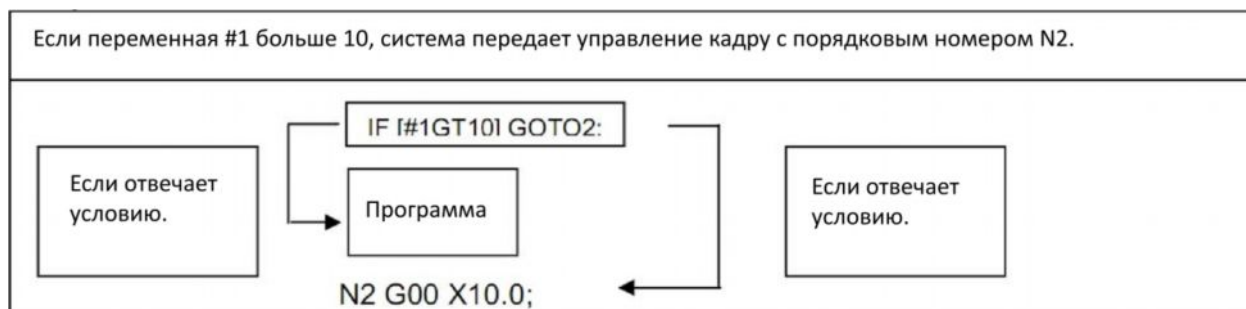 Если переменная #1 больше 10, система передает управление кадру с порядковым номером N2.
IF [#1GT10] GOTO2:
Если отвечает
условию.
Программа
Если отвечает
условию.
N2 G00 X10.0;